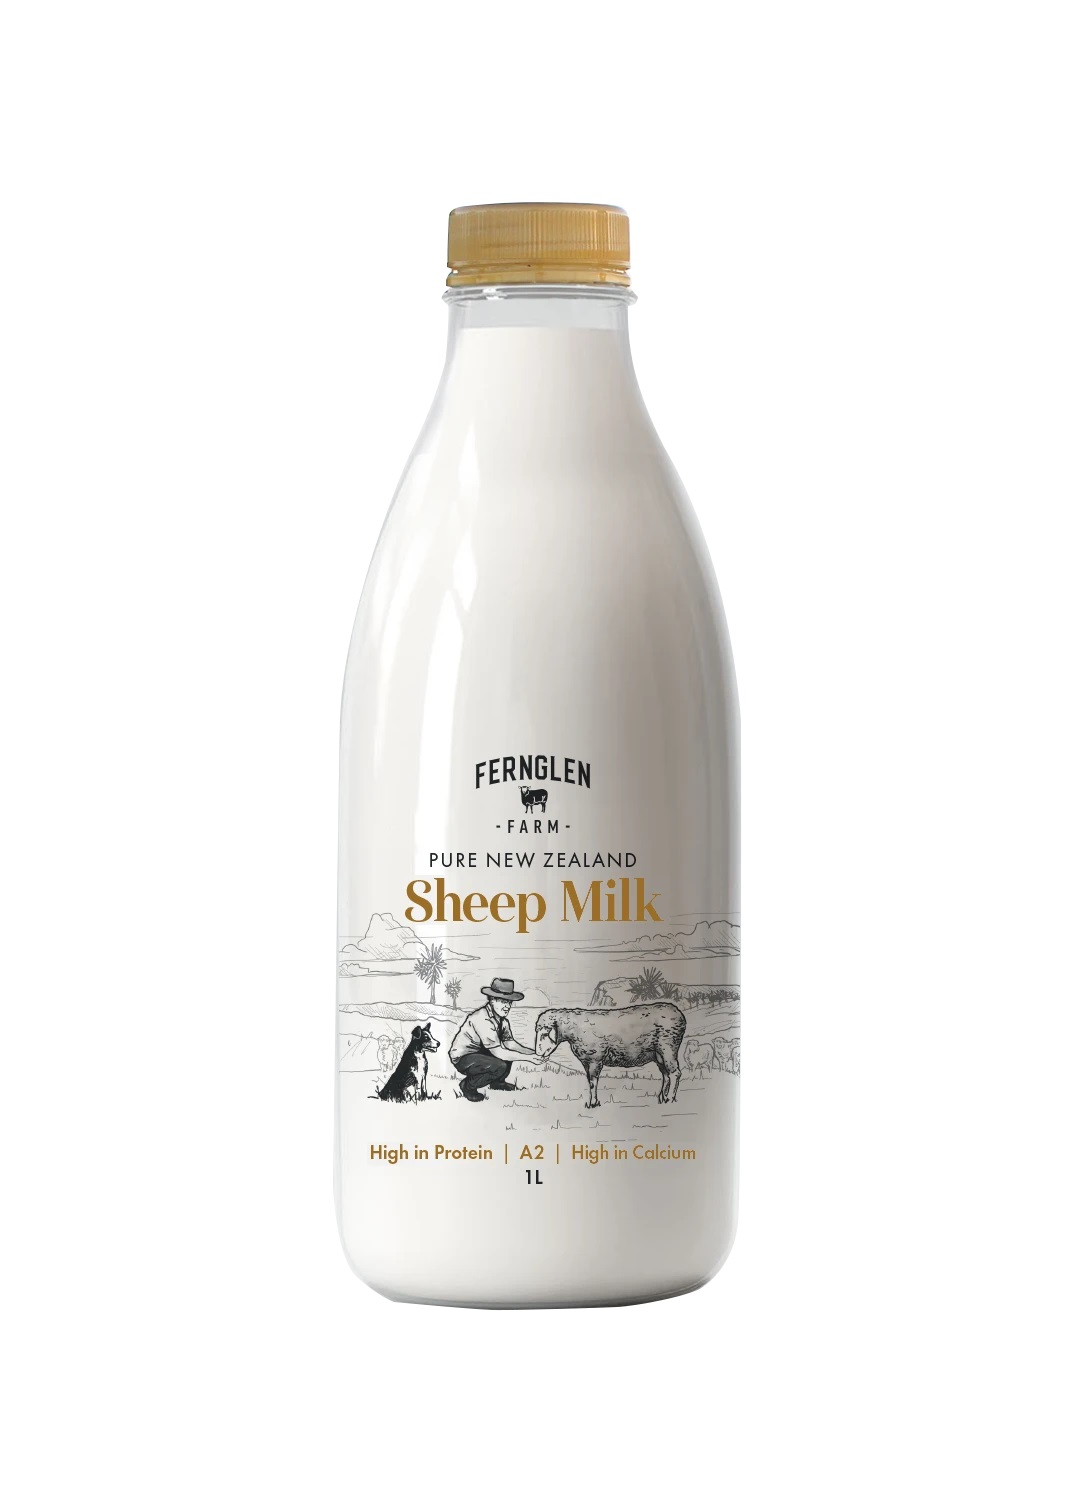 FERNGLEN
- FARM -
PURE NEW ZEALAND
Sheep Milk
High in Protein | A2 | High in Calcium
1L